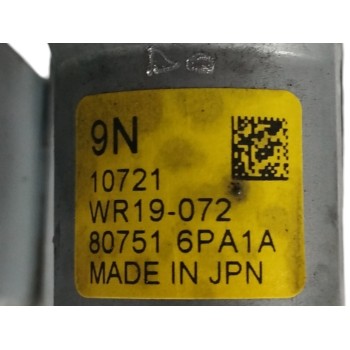 9N
10721
WR19-072
80751 6PA1A
MADE IN JPN